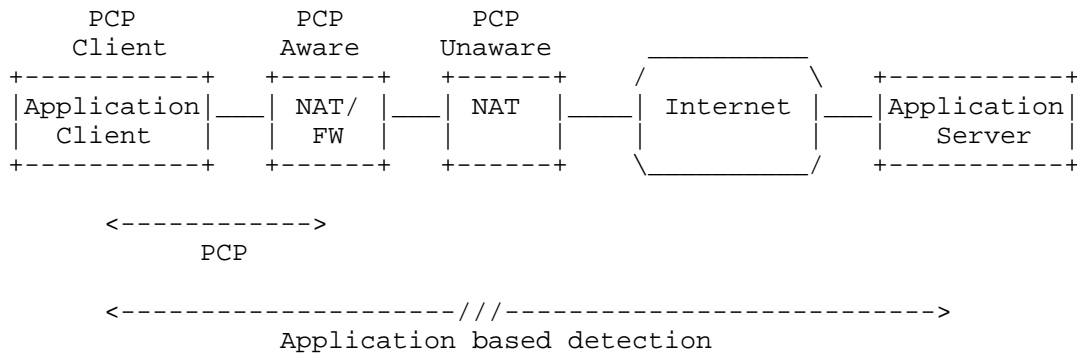 PCP PCP PCP
Client Aware Unaware
Application NAT/ NAT Internet Application
Client FW Server
PCP
Application based detection